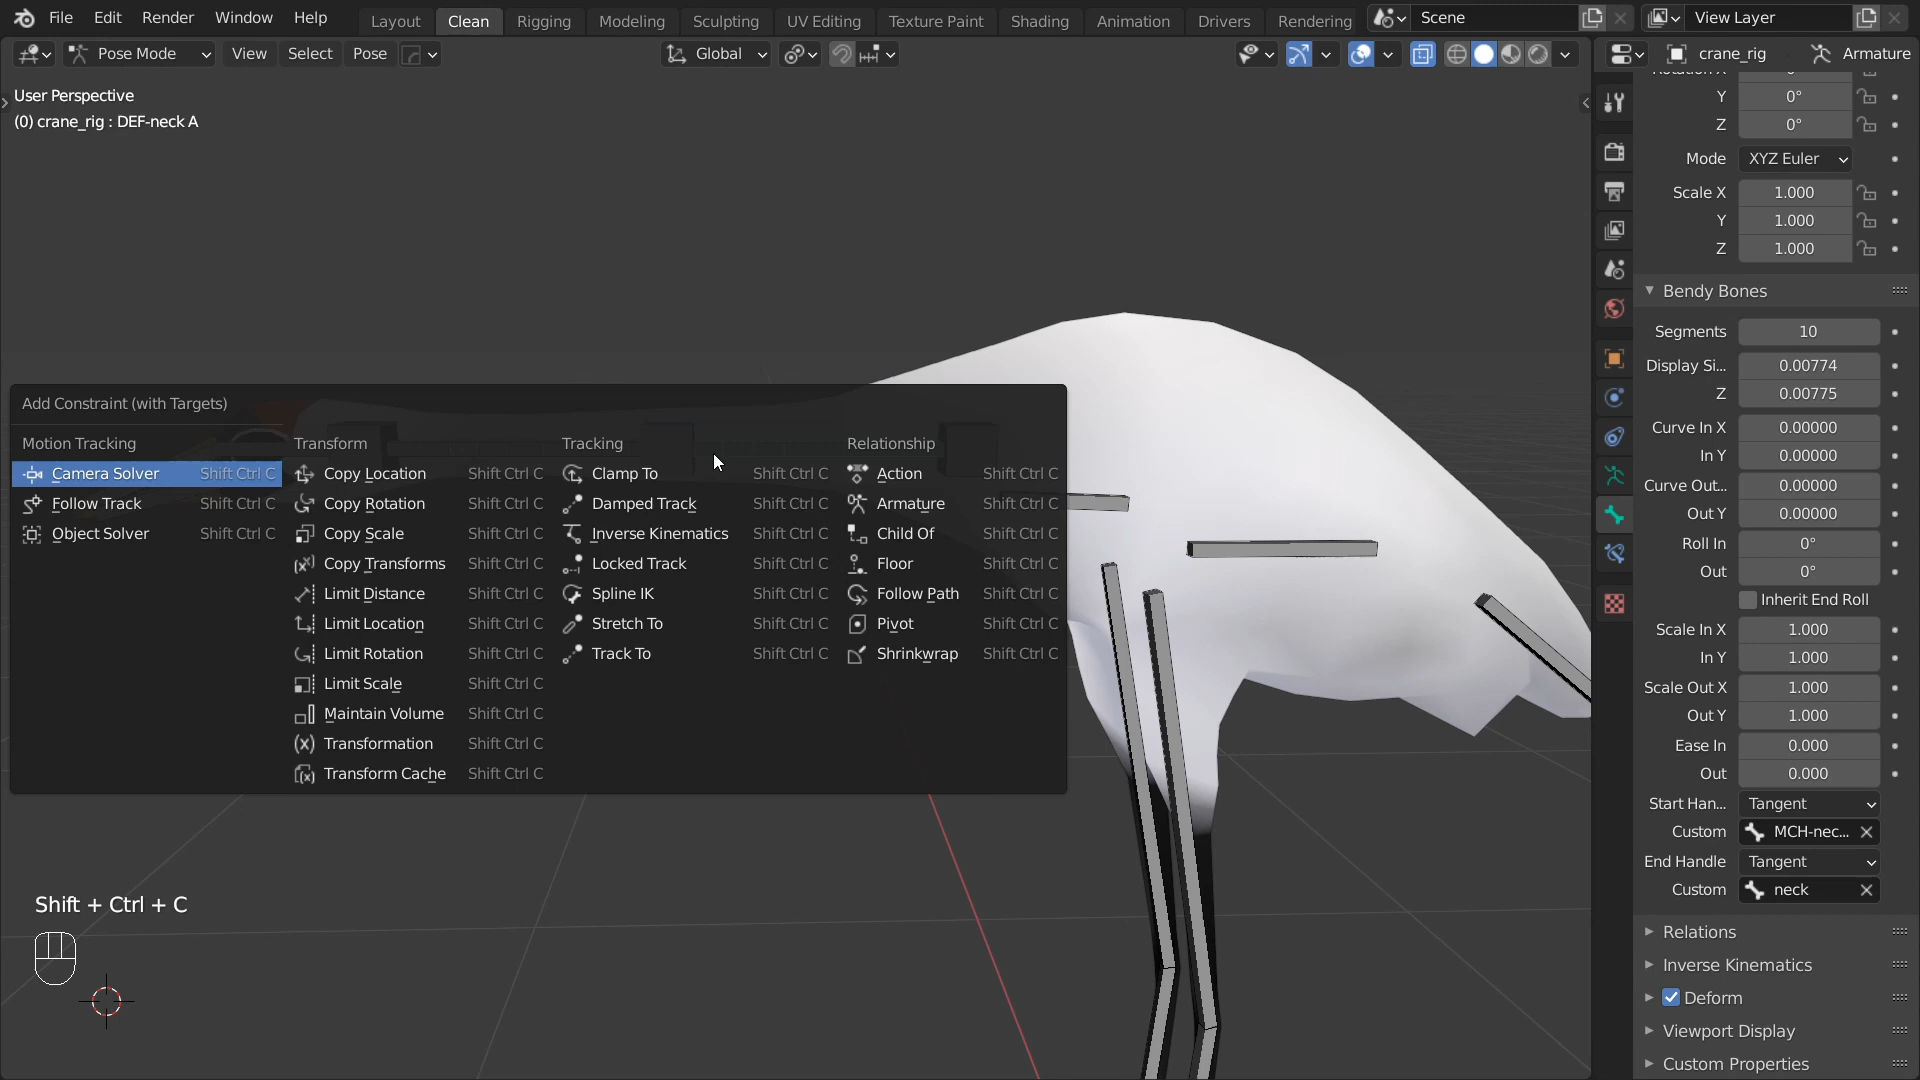 File Edit Render Window Help Layout Clean Rigging Modeling Sculpting UV Editing Texture Paint Shading Animation Drivers Rendering Scene View Layer
Pose Mode View Select Pose Global crane_rig Armature
User Perspective
(0) crane_rig : DEF-neck A
Y 0°
Z 0°
Mode XYZ Euler
Scale X 1.000
Y 1.000
Z 1.000
Bendy Bones
Segments 10
Display Si... 0.00774
Z 0.00775
Curve In X 0.00000
In Y 0.00000
Curve Out... 0.00000
Out Y 0.00000
Roll In 0°
Out 0°
Inherit End Roll
Scale In X 1.000
In Y 1.000
Scale Out X 1.000
Out Y 1.000
Ease In 0.000
Out 0.000
Start Han... Tangent
Custom MCH-nec...
End Handle Tangent
Custom neck
Relations
Inverse Kinematics
Deform
Viewport Display
Custom Properties
Add Constraint (with Targets)
Motion Tracking
Camera Solver Shift Ctrl C
Follow Track Shift Ctrl C
Object Solver Shift Ctrl C
Transform
Copy Location Shift Ctrl C
Copy Rotation Shift Ctrl C
Copy Scale Shift Ctrl C
Copy Transforms Shift Ctrl C
Limit Distance Shift Ctrl C
Limit Location Shift Ctrl C
Limit Rotation Shift Ctrl C
Limit Scale Shift Ctrl C
Maintain Volume Shift Ctrl C
Transformation Shift Ctrl C
Transform Cache Shift Ctrl C
Tracking
Clamp To Shift Ctrl C
Damped Track Shift Ctrl C
Inverse Kinematics Shift Ctrl C
Locked Track Shift Ctrl C
Spline IK Shift Ctrl C
Stretch To Shift Ctrl C
Track To Shift Ctrl C
Relationship
Action Shift Ctrl C
Armature Shift Ctrl C
Child Of Shift Ctrl C
Floor Shift Ctrl C
Follow Path Shift Ctrl C
Pivot Shift Ctrl C
Shrinkwrap Shift Ctrl C
Shift + Ctrl + C